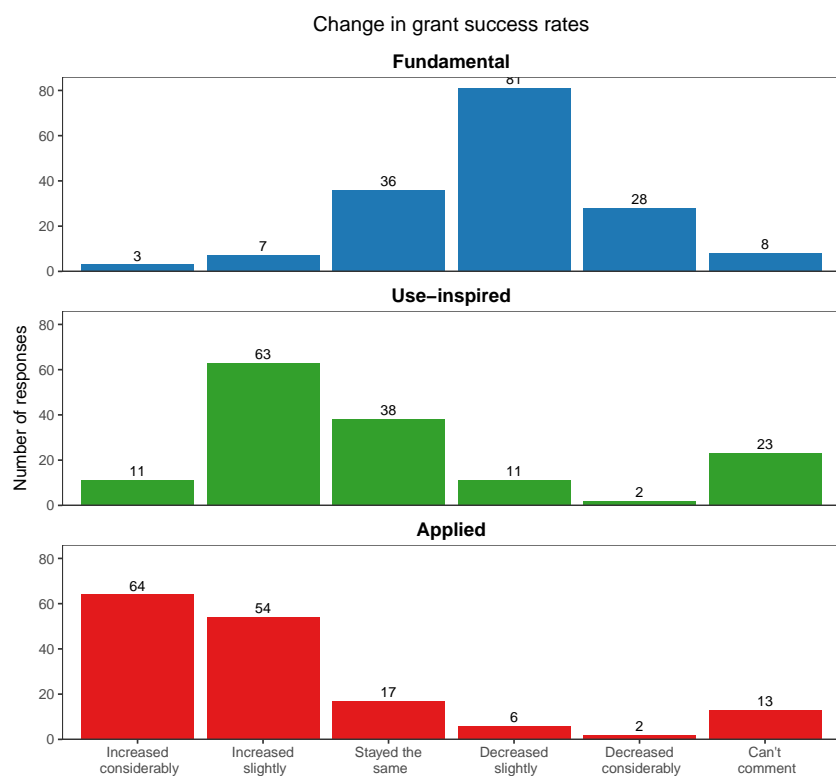 Change in grant success rates
Fundamental
80
60
40
20
0
3
7
36
81
28
8
Use−inspired
Number of responses
80
60
40
20
0
11
63
38
11
2
23
Applied
80
60
40
20
0
64
54
17
6
2
13
Increased
considerably
Increased
slightly
Stayed the
same
Decreased
slightly
Decreased
considerably
Can't
comment